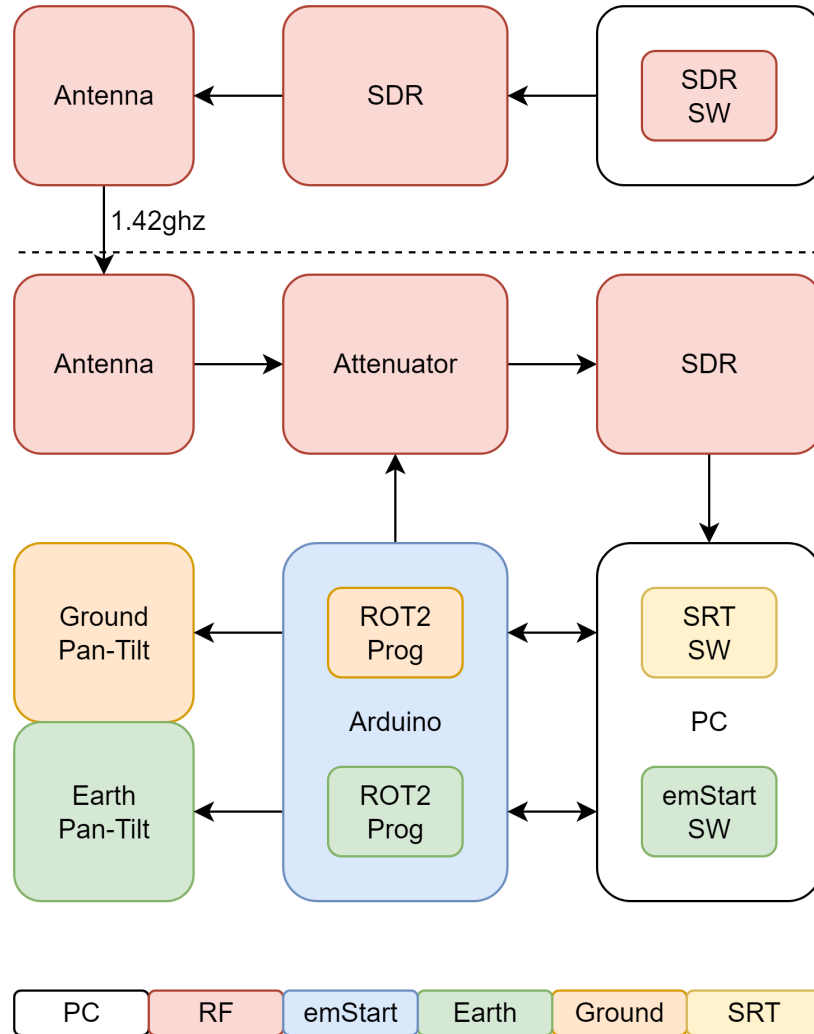 Antenna
SDR
SDR
SW
1.42ghz
Antenna
Attenuator
SDR
Ground
Pan-Tilt
ROT2
Prog
SRT
SW
Arduino
PC
Earth
Pan-Tilt
ROT2
Prog
emStart
SW
PC
RF
emStart
Earth
Ground
SRT